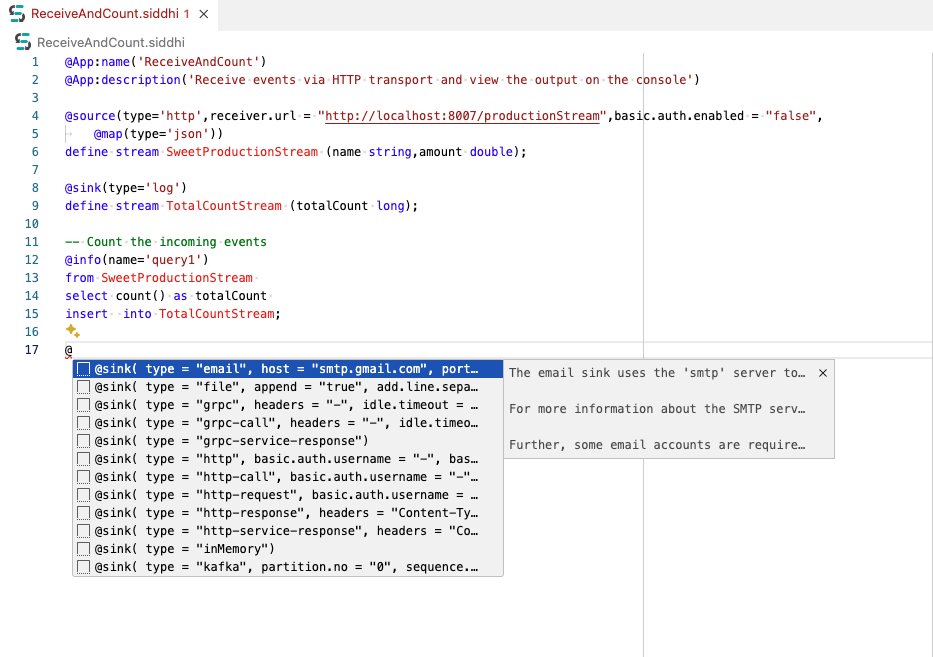 ReceiveAndCount.siddhi 1
ReceiveAndCount.siddhi
1 @App:name('ReceiveAndCount')
2 @App:description('Receive events via HTTP transport and view the output on the console')
3
4 @source(type='http',receiver.url = "http://localhost:8007/productionStream",basic.auth.enabled = "false",
5 @map(type='json'))
6 define stream SweetProductionStream (name string,amount double);
7
8 @sink(type='log')
9 define stream TotalCountStream (totalCount long);
10
11 -- Count the incoming events
12 @info(name='query1')
13 from SweetProductionStream
14 select count() as totalCount
15 insert  into TotalCountStream;
16
17 @
@sink( type = "email", host = "smtp.gmail.com", port…
@sink( type = "file", append = "true", add.line.sepa…
@sink( type = "grpc", headers = "-", idle.timeout = …
@sink( type = "grpc-call", headers = "-", idle.timeo…
@sink( type = "grpc-service-response")
@sink( type = "http", basic.auth.username = "-", bas…
@sink( type = "http-call", basic.auth.username = "-"…
@sink( type = "http-request", basic.auth.username = …
@sink( type = "http-response", headers = "Content-Ty…
@sink( type = "http-service-response", headers = "Co…
@sink( type = "inMemory")
@sink( type = "kafka", partition.no = "0", sequence.…
The email sink uses the 'smtp' server to…
For more information about the SMTP serv…
Further, some email accounts are require…